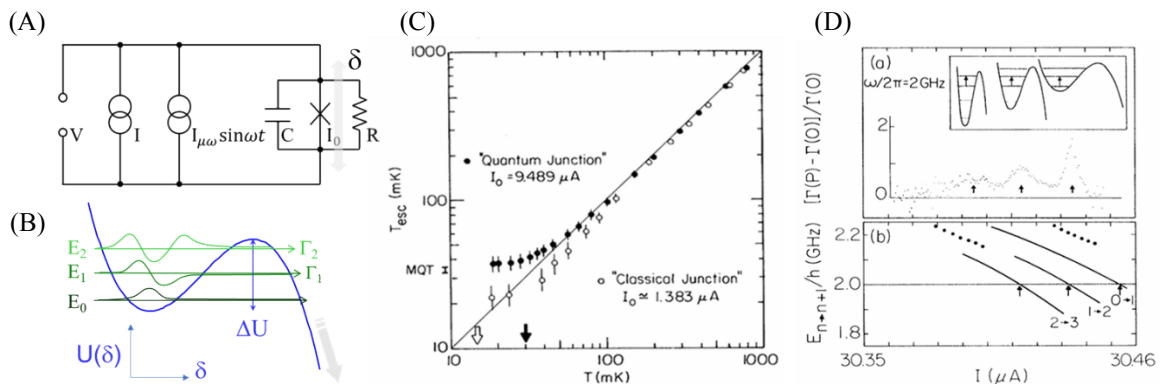 (A)
δ
V
I
I_μω sinωt
C
I_0
R
(B)
E_2
E_1
E_0
Γ_2
Γ_1
ΔU
U(δ)
δ
(C)
1000
100
10
T_esc (mK)
MQT
"Quantum Junction"
I_0 = 9.489 μA
"Classical Junction"
I_0 ≃ 1.383 μA
10
100
1000
T (mK)
(D)
(a)
ω/2π=2GHz
[Γ(P) - Γ(0)]/Γ(0)
2
0
(b)
E_n→n+1/h (GHz)
2.2
2.0
1.8
0→1
1→2
2→3
30.35
30.46
I (μA)